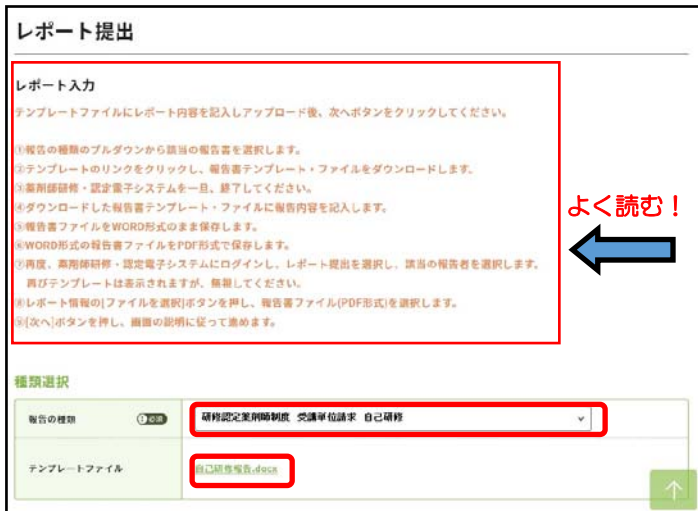 レポート提出
レポート入力
テンプレートファイルにレポート内容を記入しアップロード後、次へボタンをクリックしてください。
①報告の種類のプルダウンから該当の報告書を選択します。
②テンプレートのリンクをクリックし、報告書テンプレート・ファイルをダウンロードします。
③薬剤師研修・認定電子システムを一旦、終了してください。
④ダウンロードした報告書テンプレート・ファイルに報告内容を記入します。
⑤報告書ファイルをWORD形式のまま保存します。
⑥WORD形式の報告書ファイルをPDF形式で保存します。
⑦再度、薬剤師研修・認定電子システムにログインし、レポート提出を選択し、該当の報告書を選択します。
再びテンプレートは表示されますが、無視してください。
⑧レポート情報の[ファイルを選択]ボタンを押し、報告書ファイル(PDF形式)を選択します。
⑨[次へ]ボタンを押し、画面の説明に従って進めます。
よく読む！
種類選択
報告の種類 必須 研修認定薬剤師制度 受講単位請求 自己研修
テンプレートファイル 自己研修報告.docx